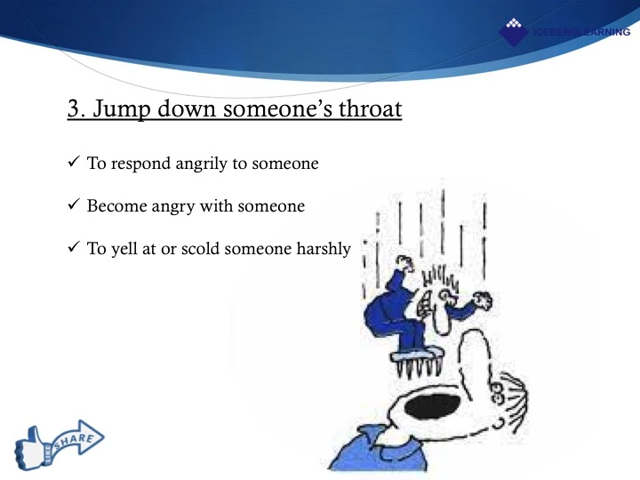 ICEBERGLEARNING
3. Jump down someone’s throat
✓ To respond angrily to someone
✓ Become angry with someone
✓ To yell at or scold someone harshly
SHARE